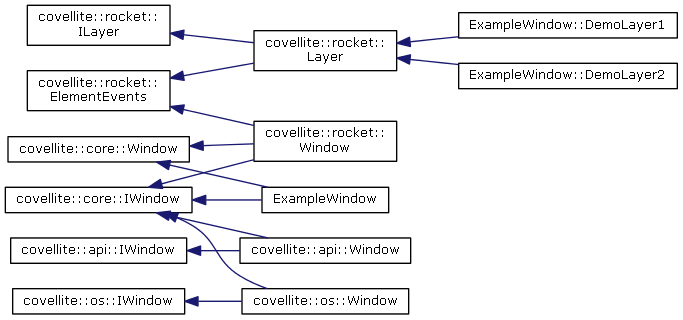 covellite::rocket::
ILayer
covellite::rocket::
ElementEvents
covellite::core::Window
covellite::core::IWindow
covellite::api::IWindow
covellite::os::IWindow
covellite::rocket::
Layer
covellite::rocket::
Window
ExampleWindow
covellite::api::Window
covellite::os::Window
ExampleWindow::DemoLayer1
ExampleWindow::DemoLayer2